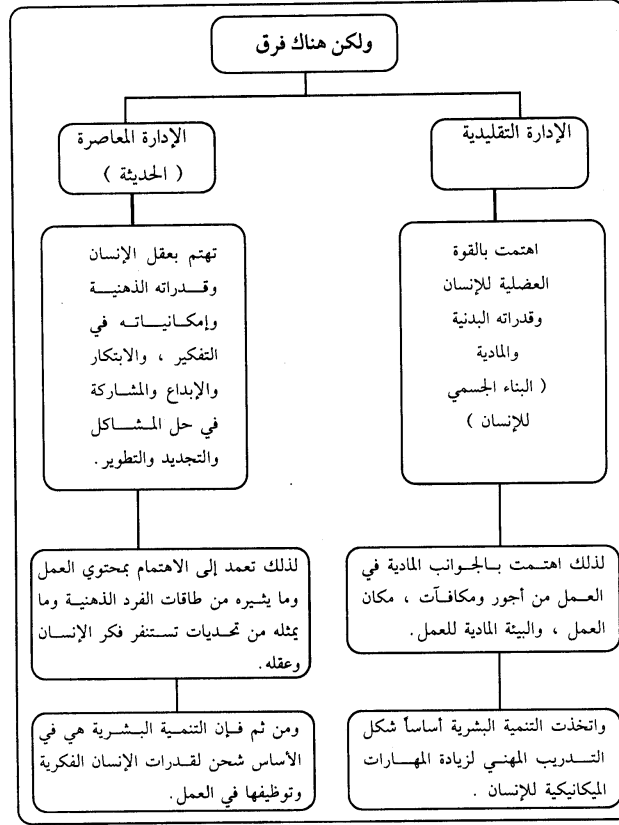 ولكن هناك فرق
الإدارة التقليدية
اهتمت بالقوة
العضلية للإنسان
وقدراته البدنية
والمادية
( البناء الجسمي
للإنسان )
لذلك اهتمت بالجوانب المادية في
العمل من أجور ومكافآت ، مكان
العمل ، والبيئة المادية للعمل.
واتخذت التنمية البشرية أساساً شكل
التدريب المهني لزيادة المهارات
الميكانيكية للإنسان .
الإدارة المعاصرة
( الحديثة )
تهتم بعقل الإنسان
وقدراته الذهنية
وإمكانياته في
التفكير ، والابتكار
والإبداع والمشاركة
في حل المشاكل
والتجديد والتطوير.
لذلك تعمد إلى الاهتمام بمحتوي العمل
وما يثيره من طاقات الفرد الذهنية وما
يمثله من تحديات تستنفر فكر الإنسان
وعقله.
ومن ثم فإن التنمية البشرية هي في
الأساس شحن لقدرات الإنسان الفكرية
وتوظيفها في العمل.